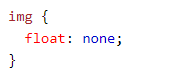 img {
  float: none;
}